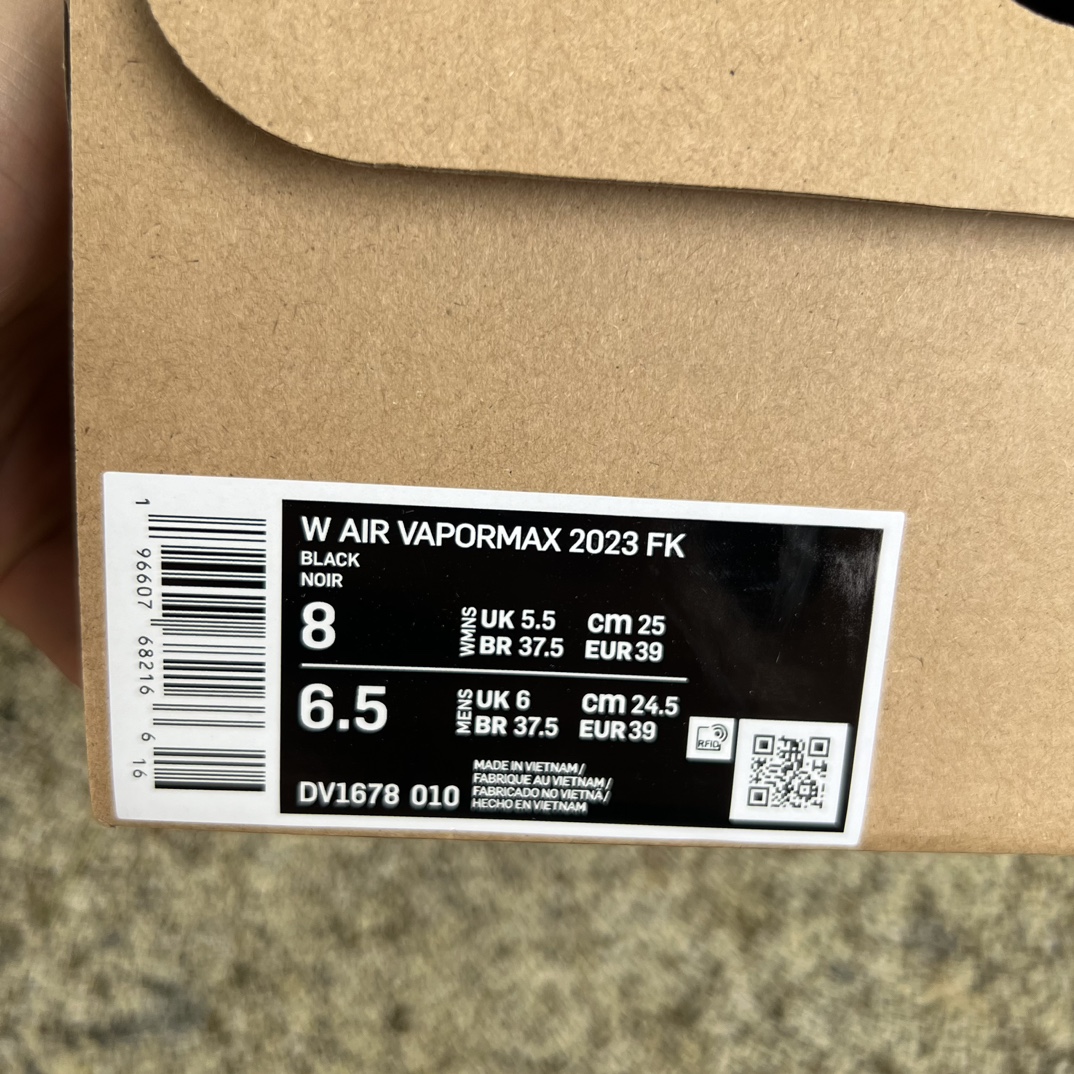 W AIR VAPORMAX 2023 FK
BLACK
NOIR
8 WMNS UK 5.5 cm 25
BR 37.5 EUR 39
6.5 MENS UK 6 cm 24.5
BR 37.5 EUR 39
RFID
DV1678 010
MADE IN VIETNAM/
FABRIQUE AU VIETNAM/
FABRICADO NO VIETNÃ/
HECHO EN VIETNAM
1 96607 68216 6 16